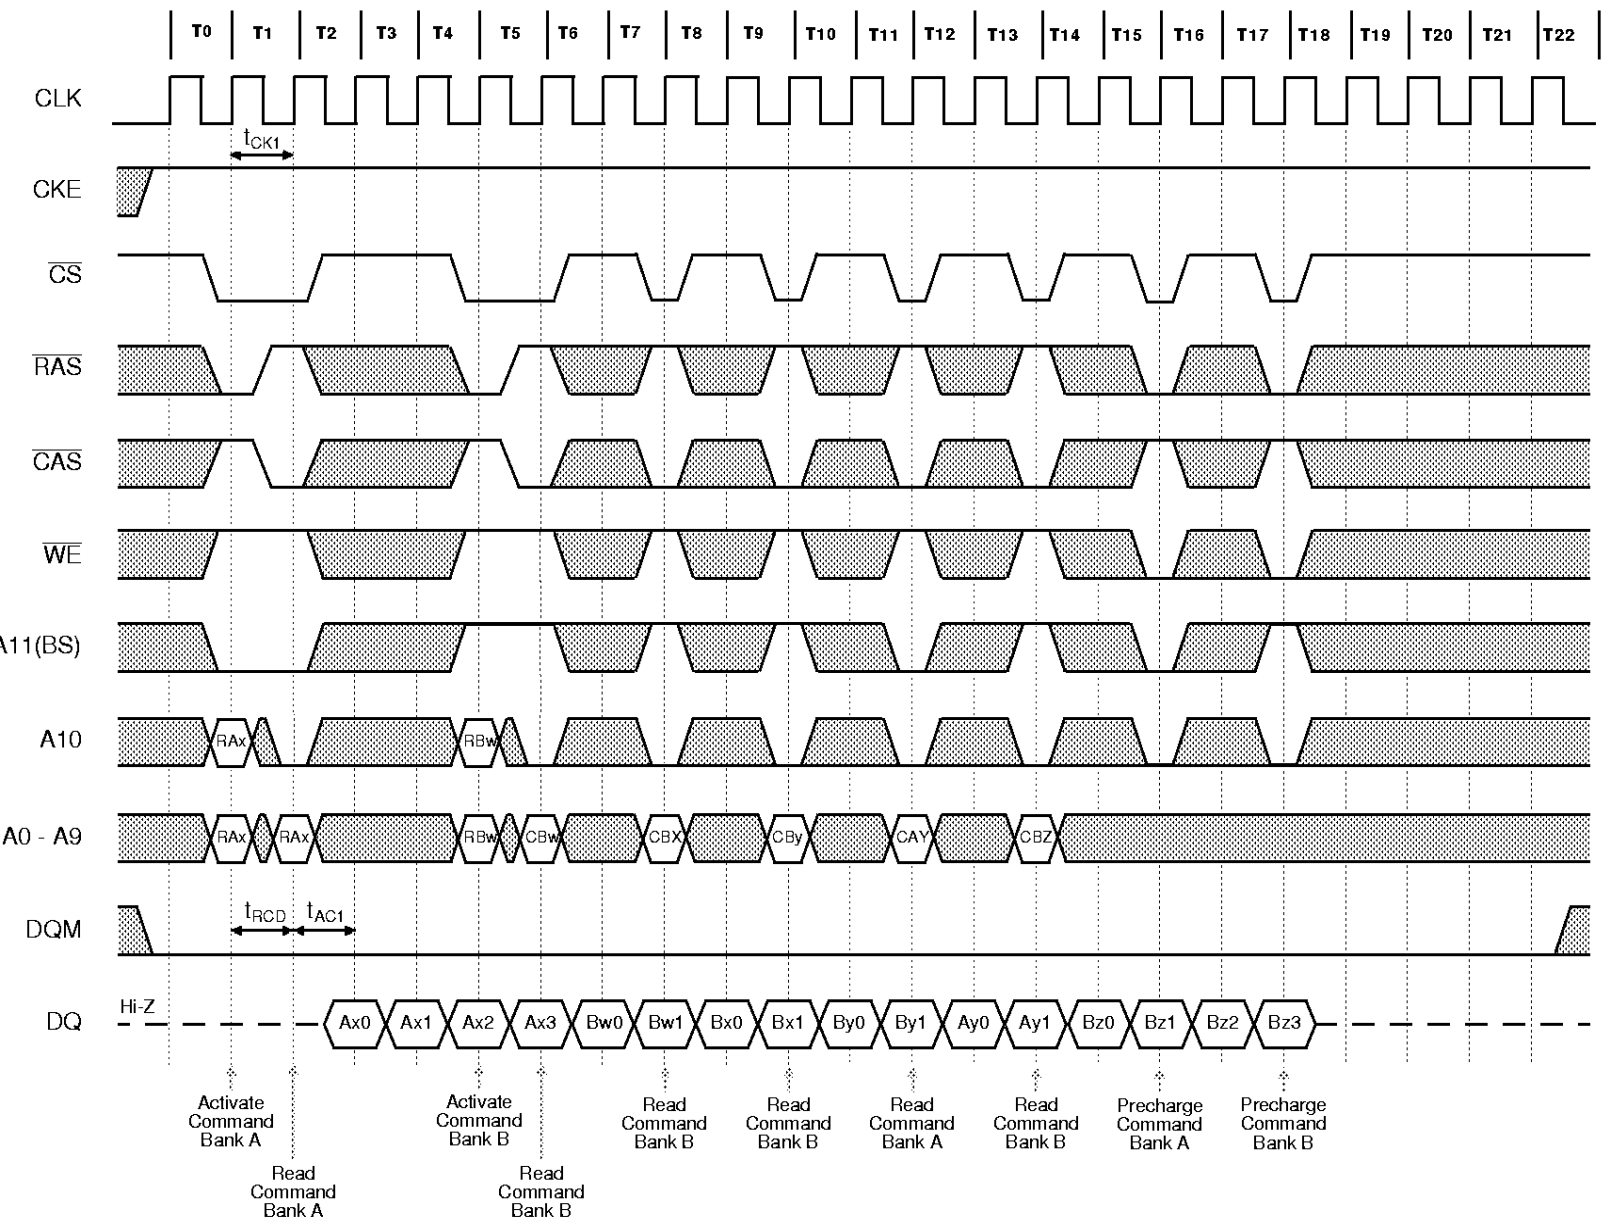 T0 T1 T2 T3 T4 T5 T6 T7 T8 T9 T10 T11 T12 T13 T14 T15 T16 T17 T18 T19 T20 T21 T22
CLK
tCK1
CKE
CS
RAS
CAS
WE
A11(BS)
A10 RAx RBw
A0 - A9 RAx RAx RBw CBw CBX CBy CAY CBZ
tRCD tAC1
DQM
Hi-Z
DQ Ax0 Ax1 Ax2 Ax3 Bw0 Bw1 Bx0 Bx1 By0 By1 Ay0 Ay1 Bz0 Bz1 Bz2 Bz3
Activate
Command
Bank A
Read
Command
Bank A
Activate
Command
Bank B
Read
Command
Bank B
Read
Command
Bank B
Read
Command
Bank B
Read
Command
Bank A
Read
Command
Bank B
Precharge
Command
Bank A
Precharge
Command
Bank B